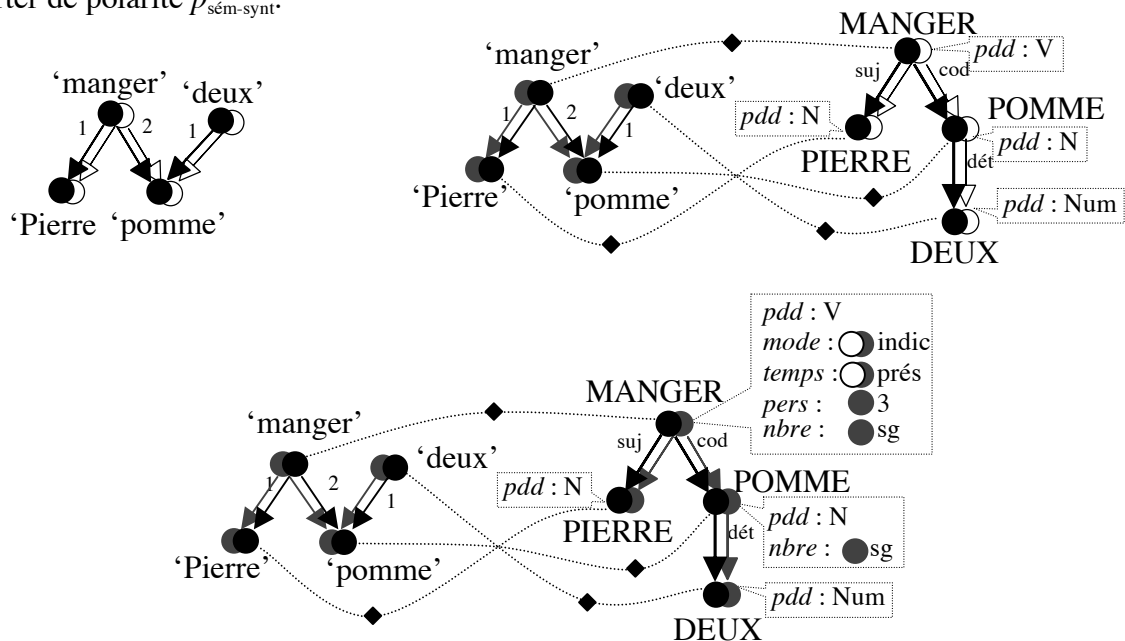 rter de polarité p sém-synt.
‘manger’ ‘deux’
1 2 1
‘Pierre ‘pomme’
‘manger’ ‘deux’
1 2 1
‘Pierre’ ‘pomme’
MANGER
pdd : V
suj cod
pdd : N
PIERRE
POMME
pdd : N
dét
pdd : Num
DEUX
‘manger’ ‘deux’
1 2 1
‘Pierre’ ‘pomme’
MANGER
pdd : V
mode : indic
temps : prés
pers : 3
nbre : sg
suj cod
pdd : N
PIERRE
POMME
pdd : N
nbre : sg
dét
pdd : Num
DEUX